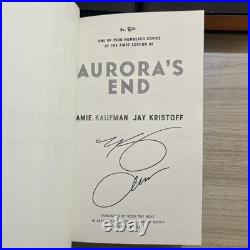 No. 80
ONE OF 1500 NUMBERED COPIES
OF THE FIRST EDITION OF
AURORA'S
END
AMIE KAUFMAN JAY KRISTOFF
PUBLISHED BY ROCK THE BOAT